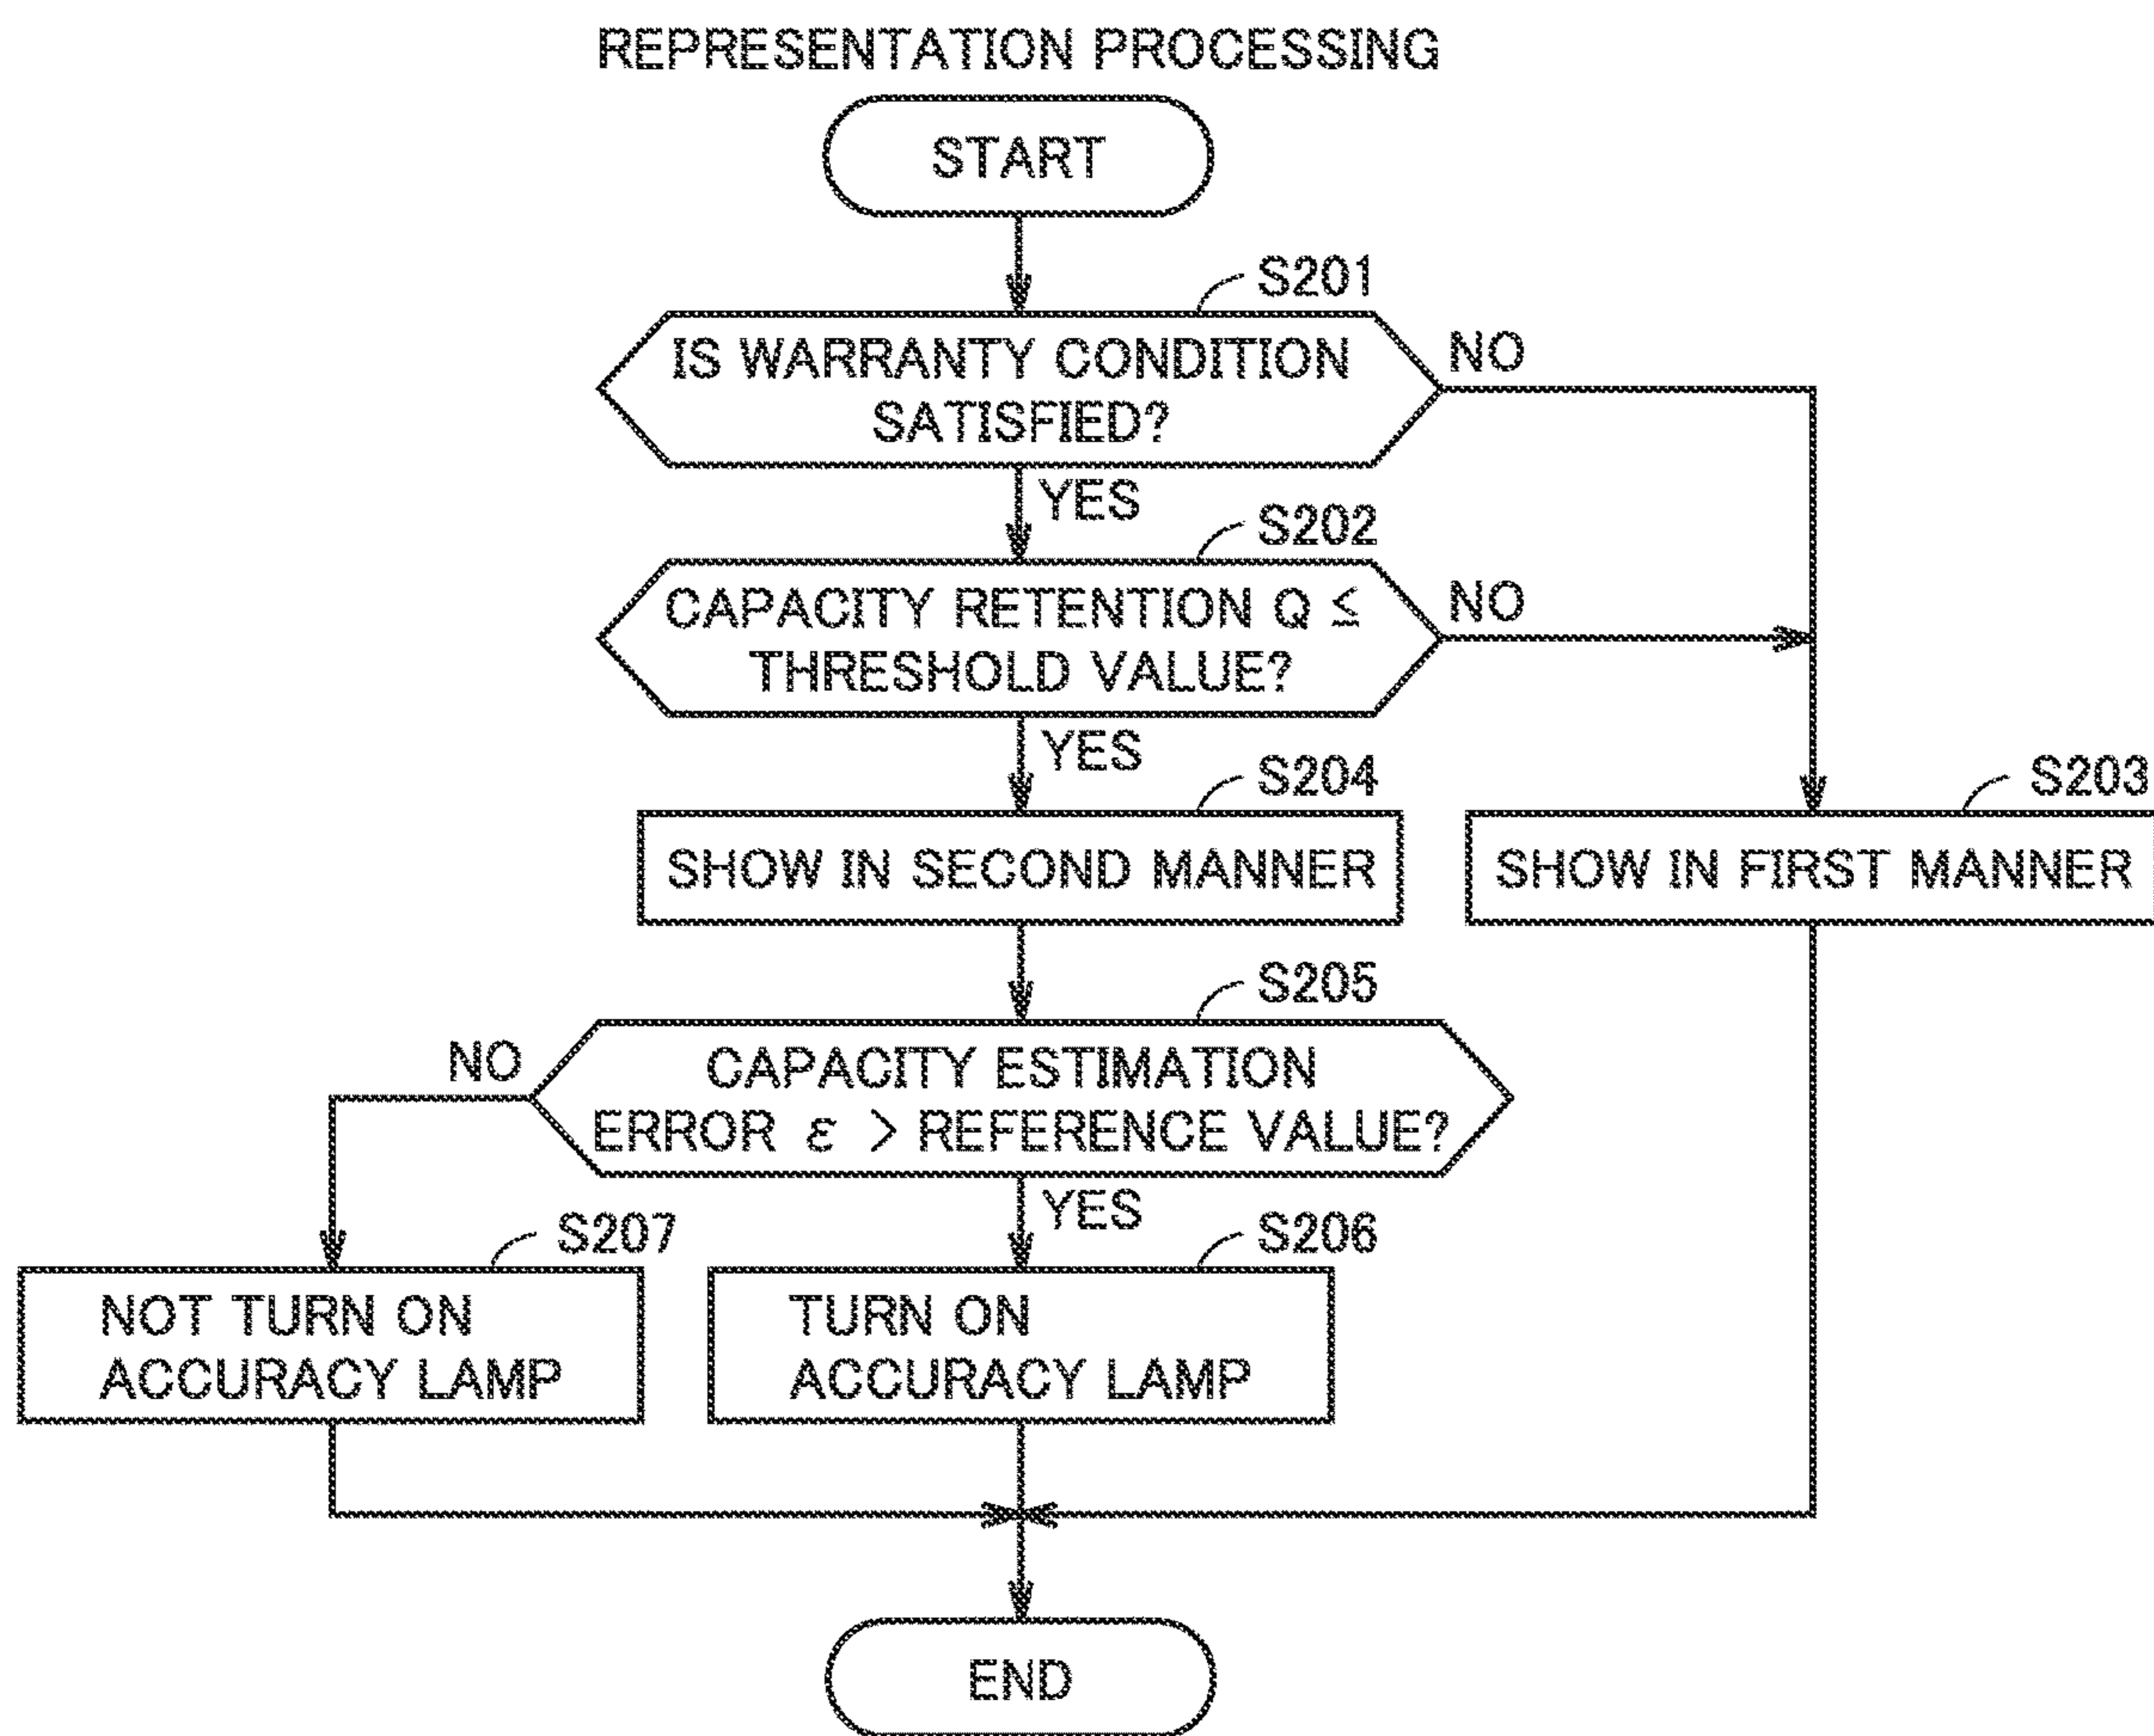 REPRESENTATION PROCESSING
START
S201
IS WARRANTY CONDITION
SATISFIED?
NO
YES
S202
CAPACITY RETENTION Q ≦
THRESHOLD VALUE?
NO
YES
S204
SHOW IN SECOND MANNER
S203
SHOW IN FIRST MANNER
S205
CAPACITY ESTIMATION
ERROR ε > REFERENCE VALUE?
NO
YES
S207
NOT TURN ON
ACCURACY LAMP
S206
TURN ON
ACCURACY LAMP
END